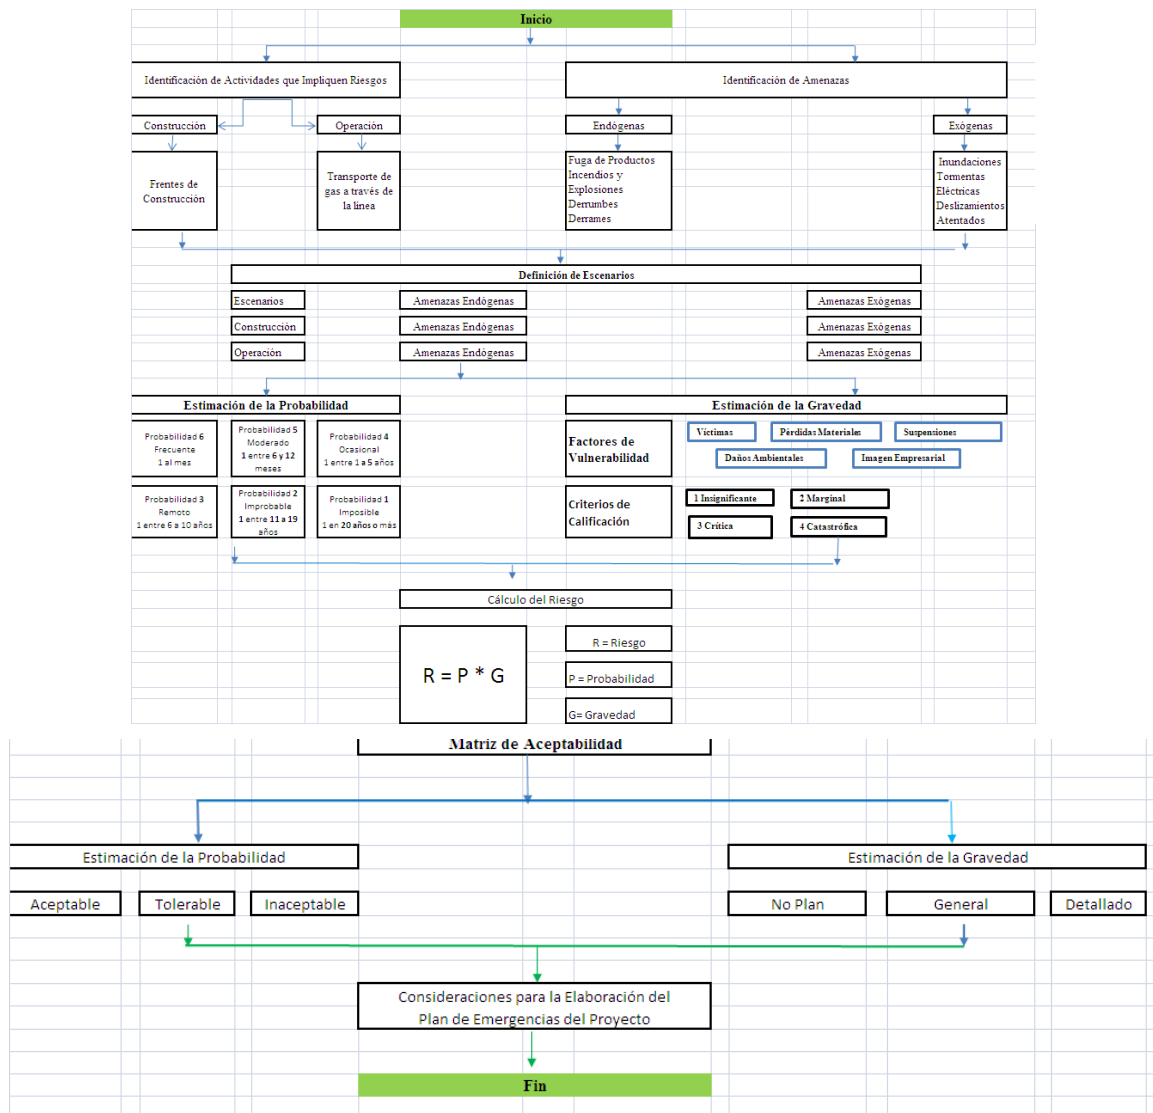 Inicio
Identificación de Actividades que Impliquen Riesgos
Identificación de Amenazas
Construcción
Operación
Endógenas
Exógenas
Frentes de
Construcción
Transporte de
gas a través de
la línea
Fuga de Productos
Incendios y
Explosiones
Derrumbes
Derrames
Inundaciones
Tormentas
Eléctricas
Deslizamientos
Atentados
Definición de Escenarios
Escenarios
Amenazas Endógenas
Amenazas Exógenas
Construcción
Amenazas Endógenas
Amenazas Exógenas
Operación
Amenazas Endógenas
Amenazas Exógenas
Estimación de la Probabilidad
Estimación de la Gravedad
Probabilidad 6
Frecuente
1 al mes
Probabilidad 5
Moderado
1 entre 6 y 12
meses
Probabilidad 4
Ocasional
1 entre 1 a 5 años
Factores de
Vulnerabilidad
Víctimas
Pérdidas Materiales
Suspensiones
Daños Ambientales
Imagen Empresarial
Probabilidad 3
Remoto
1 entre 6 a 10 años
Probabilidad 2
Improbable
1 entre 11 a 19
años
Probabilidad 1
Imposible
1 en 20 años o más
Criterios de
Calificación
1 Insignificante
2 Marginal
3 Crítica
4 Catastrófica
Cálculo del Riesgo
R = P * G
R = Riesgo
P = Probabilidad
G= Gravedad
Matriz de Aceptabilidad
Estimación de la Probabilidad
Estimación de la Gravedad
Aceptable
Tolerable
Inaceptable
No Plan
General
Detallado
Consideraciones para la Elaboración del
Plan de Emergencias del Proyecto
Fin